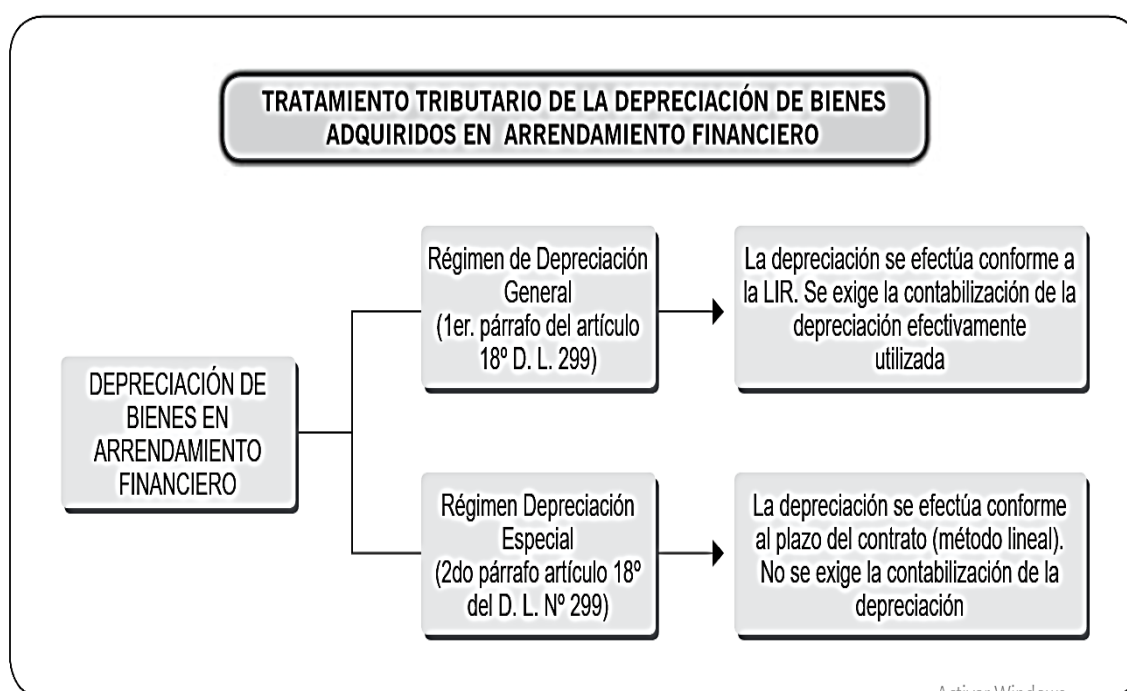 TRATAMIENTO TRIBUTARIO DE LA DEPRECIACIÓN DE BIENES
ADQUIRIDOS EN ARRENDAMIENTO FINANCIERO
DEPRECIACIÓN DE
BIENES EN
ARRENDAMIENTO
FINANCIERO
Régimen de Depreciación
General
(1er. párrafo del artículo
18º D. L. 299)
La depreciación se efectúa conforme a
la LIR. Se exige la contabilización de la
depreciación efectivamente
utilizada
Régimen Depreciación
Especial
(2do párrafo artículo 18º
del D. L. Nº 299)
La depreciación se efectúa conforme
al plazo del contrato (método lineal).
No se exige la contabilización de la
depreciación